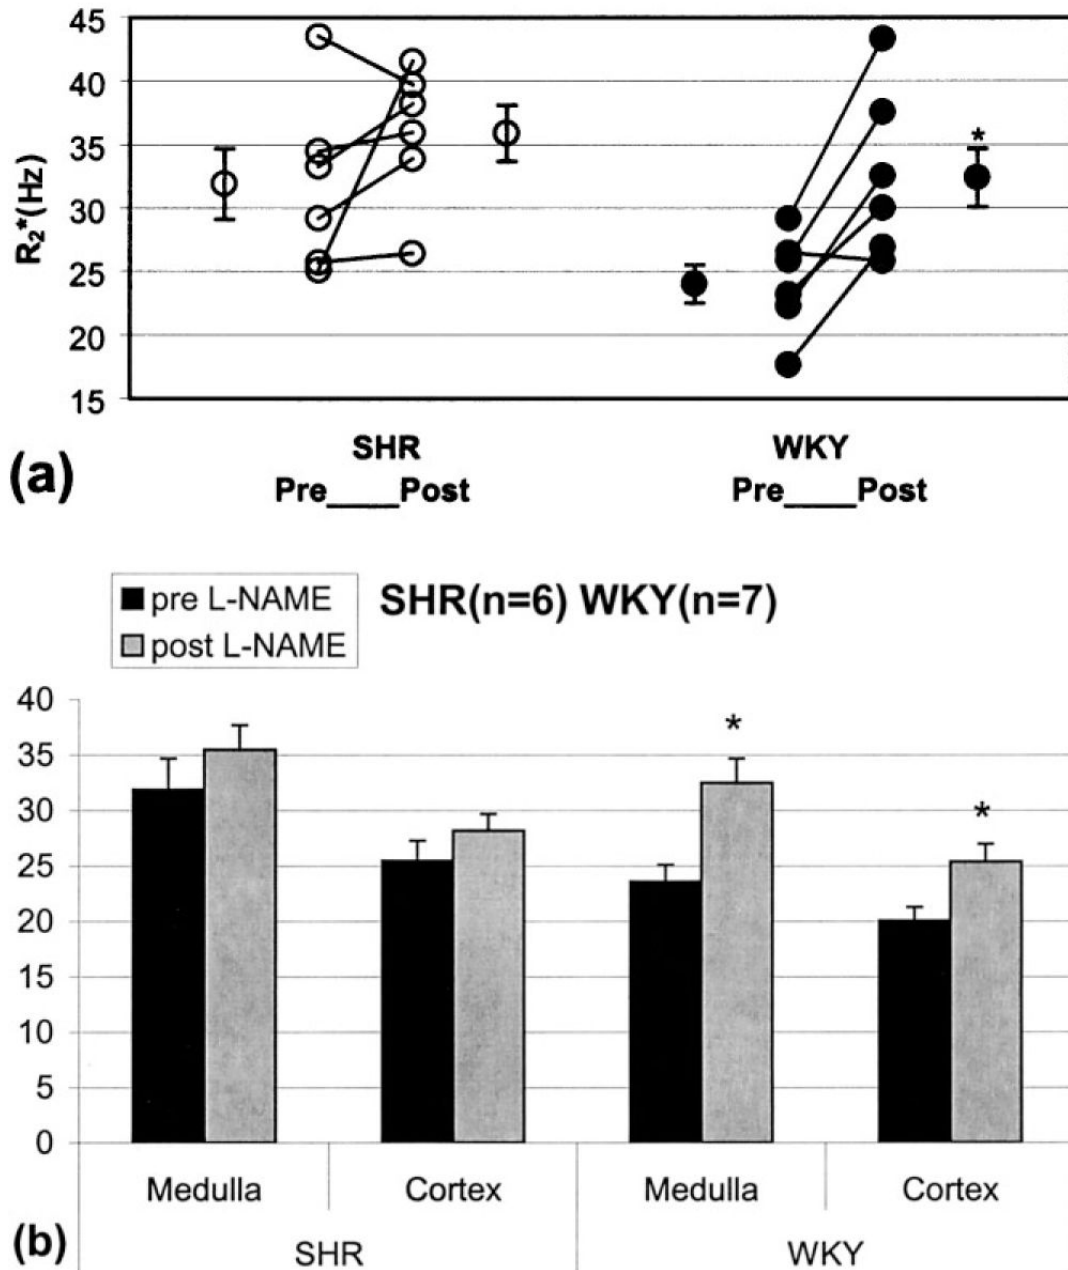 45
40
35
30
25
20
15
R₂*(Hz)
*
SHR WKY
Pre____Post Pre____Post
(a)
pre L-NAME
post L-NAME
SHR(n=6) WKY(n=7)
40
35
30
25
20
15
10
5
0
* *
Medulla Cortex Medulla Cortex
SHR WKY
(b)